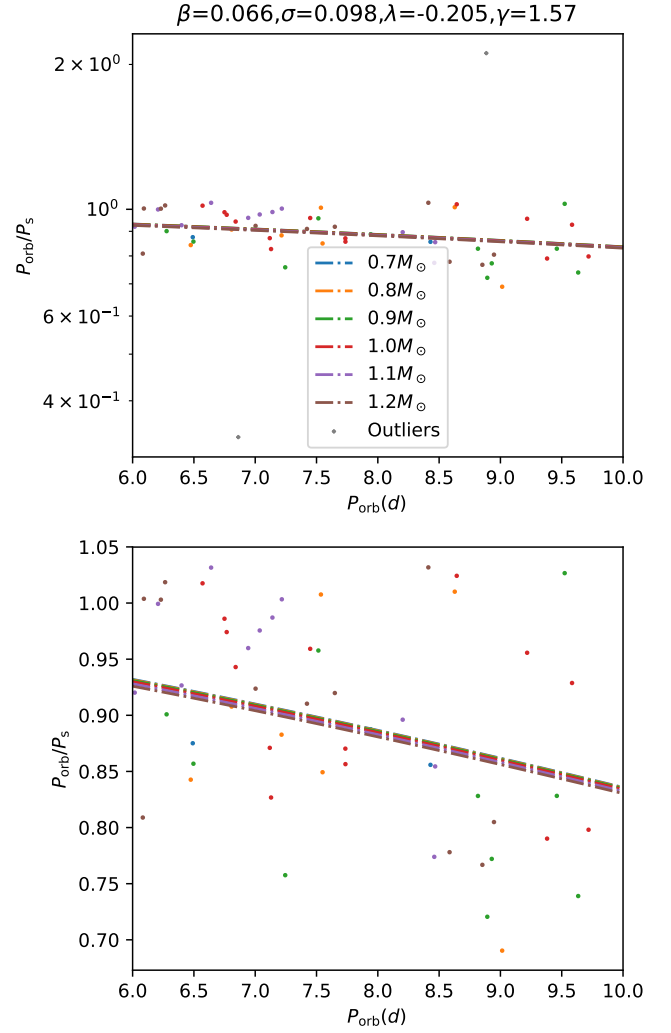 β=0.066,σ=0.098,λ=-0.205,γ=1.57
2 × 10⁰
10⁰
6 × 10⁻¹
4 × 10⁻¹
P_orb/P_s
0.7M☉
0.8M☉
0.9M☉
1.0M☉
1.1M☉
1.2M☉
Outliers
6.0 6.5 7.0 7.5 8.0 8.5 9.0 9.5 10.0
P_orb(d)
1.05
1.00
0.95
0.90
0.85
0.80
0.75
0.70
P_orb/P_s
6.0 6.5 7.0 7.5 8.0 8.5 9.0 9.5 10.0
P_orb(d)